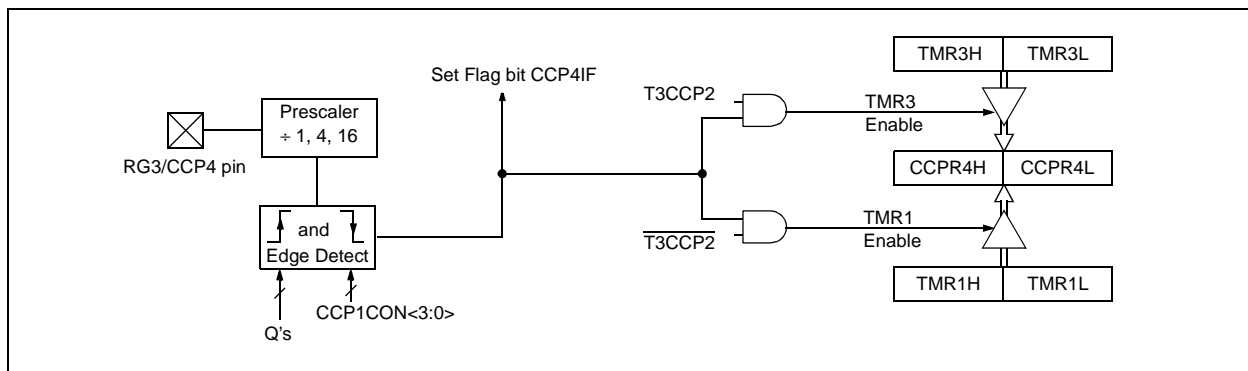 TMR3H TMR3L
Set Flag bit CCP4IF
T3CCP2
TMR3
Enable
Prescaler
÷ 1, 4, 16
RG3/CCP4 pin
CCPR4H CCPR4L
and
Edge Detect
TMR1
Enable
T3CCP2
TMR1H TMR1L
CCP1CON<3:0>
Q's